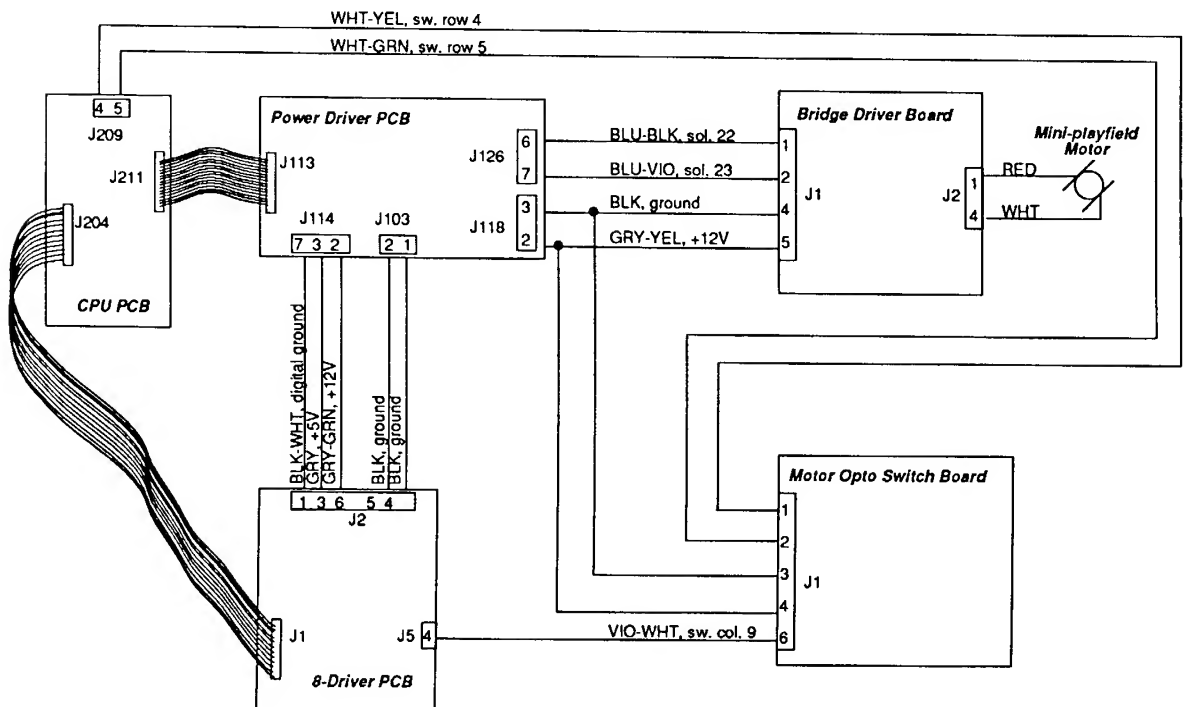 WHT-YEL, sw. row 4
WHT-GRN, sw. row 5
4 5
J209
J211
J204
CPU PCB
Power Driver PCB
J113
J126
6
7
J118
3
2
J114
7 3 2
J103
2 1
BLU-BLK, sol. 22
BLU-VIO, sol. 23
BLK, ground
GRY-YEL, +12V
Bridge Driver Board
1
2
4
5
J1
J2
1
4
RED
WHT
Mini-playfield
Motor
BLK-WHT, digital ground
GRY, +5V
GRY-GRN, +12V
BLK, ground
BLK, ground
1 3 6 5 4
J2
J1
J5
4
8-Driver PCB
VIO-WHT, sw. col. 9
Motor Opto Switch Board
1
2
3
4
6
J1